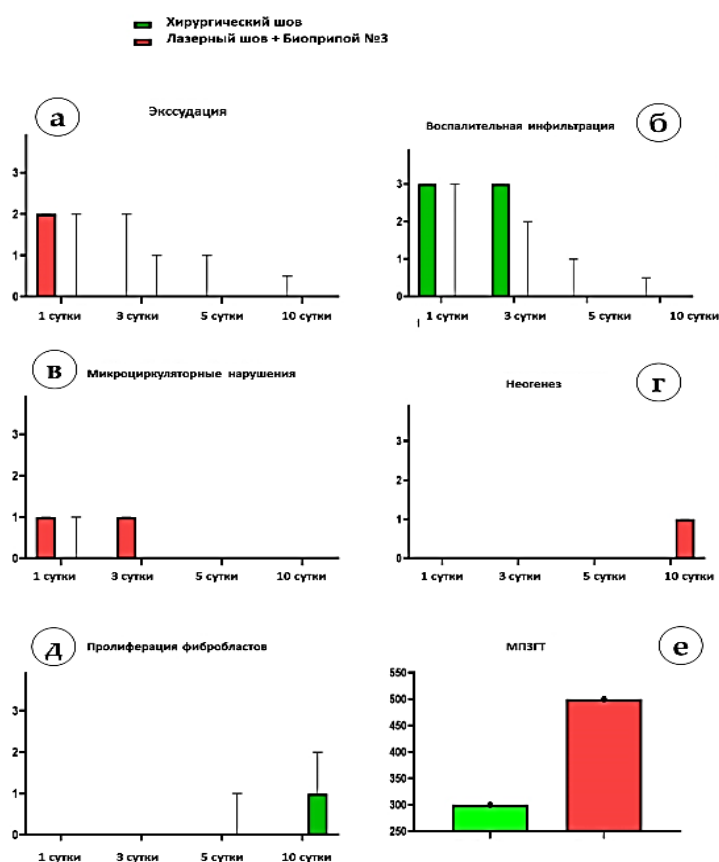 Хирургический шов
Лазерный шов + Биоприпой №3
а
Экссудация
3
2
1
0
1 сутки 3 сутки 5 сутки 10 сутки
Воспалительная инфильтрация
б
3
2
1
0
1 сутки 3 сутки 5 сутки 10 сутки
в
Микроциркуляторные нарушения
3
2
1
0
1 сутки 3 сутки 5 сутки 10 сутки
Неогенез
г
3
2
1
0
1 сутки 3 сутки 5 сутки 10 сутки
д
Пролиферация фибробластов
3
2
1
0
1 сутки 3 сутки 5 сутки 10 сутки
МПЗГТ
е
550
500
450
400
350
300
250